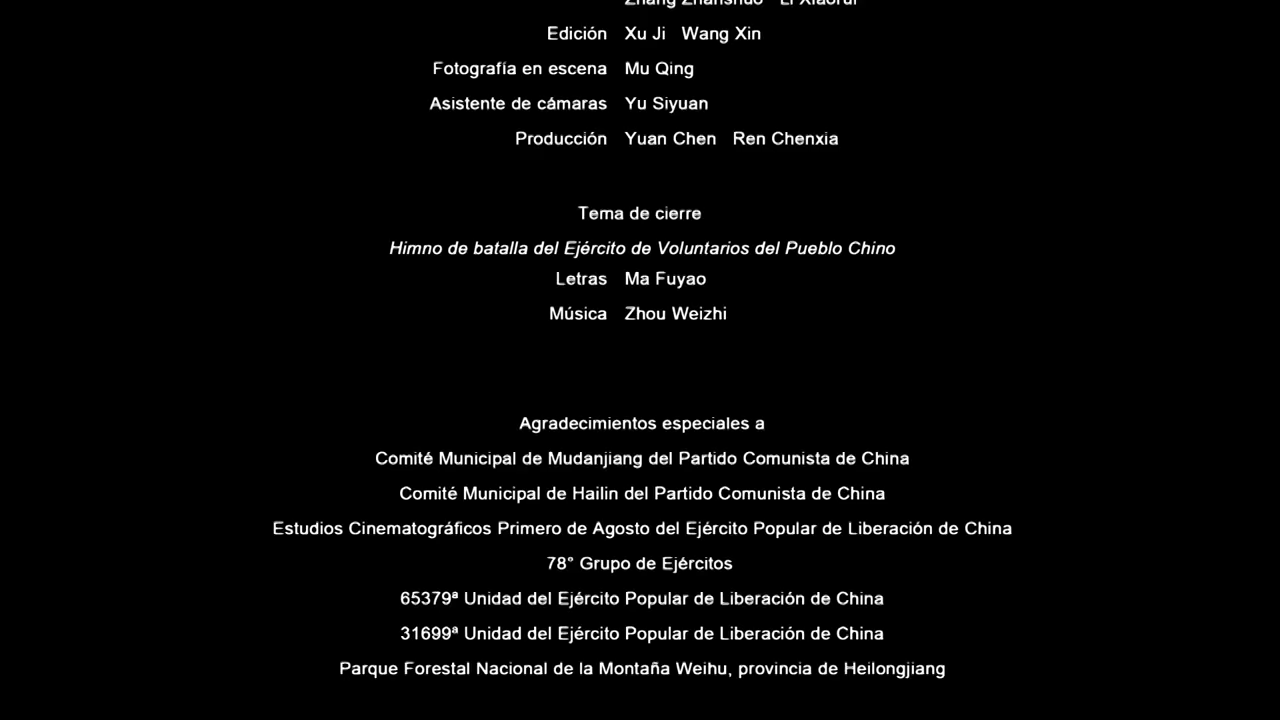 Zhang Zhanshuo Li Xiaorui
Edición Xu Ji Wang Xin
Fotografía en escena Mu Qing
Asistente de cámaras Yu Siyuan
Producción Yuan Chen Ren Chenxia
Tema de cierre
Himno de batalla del Ejército de Voluntarios del Pueblo Chino
Letras Ma Fuyao
Música Zhou Weizhi
Agradecimientos especiales a
Comité Municipal de Mudanjiang del Partido Comunista de China
Comité Municipal de Hailin del Partido Comunista de China
Estudios Cinematográficos Primero de Agosto del Ejército Popular de Liberación de China
78° Grupo de Ejércitos
65379ª Unidad del Ejército Popular de Liberación de China
31699ª Unidad del Ejército Popular de Liberación de China
Parque Forestal Nacional de la Montaña Weihu, provincia de Heilongjiang